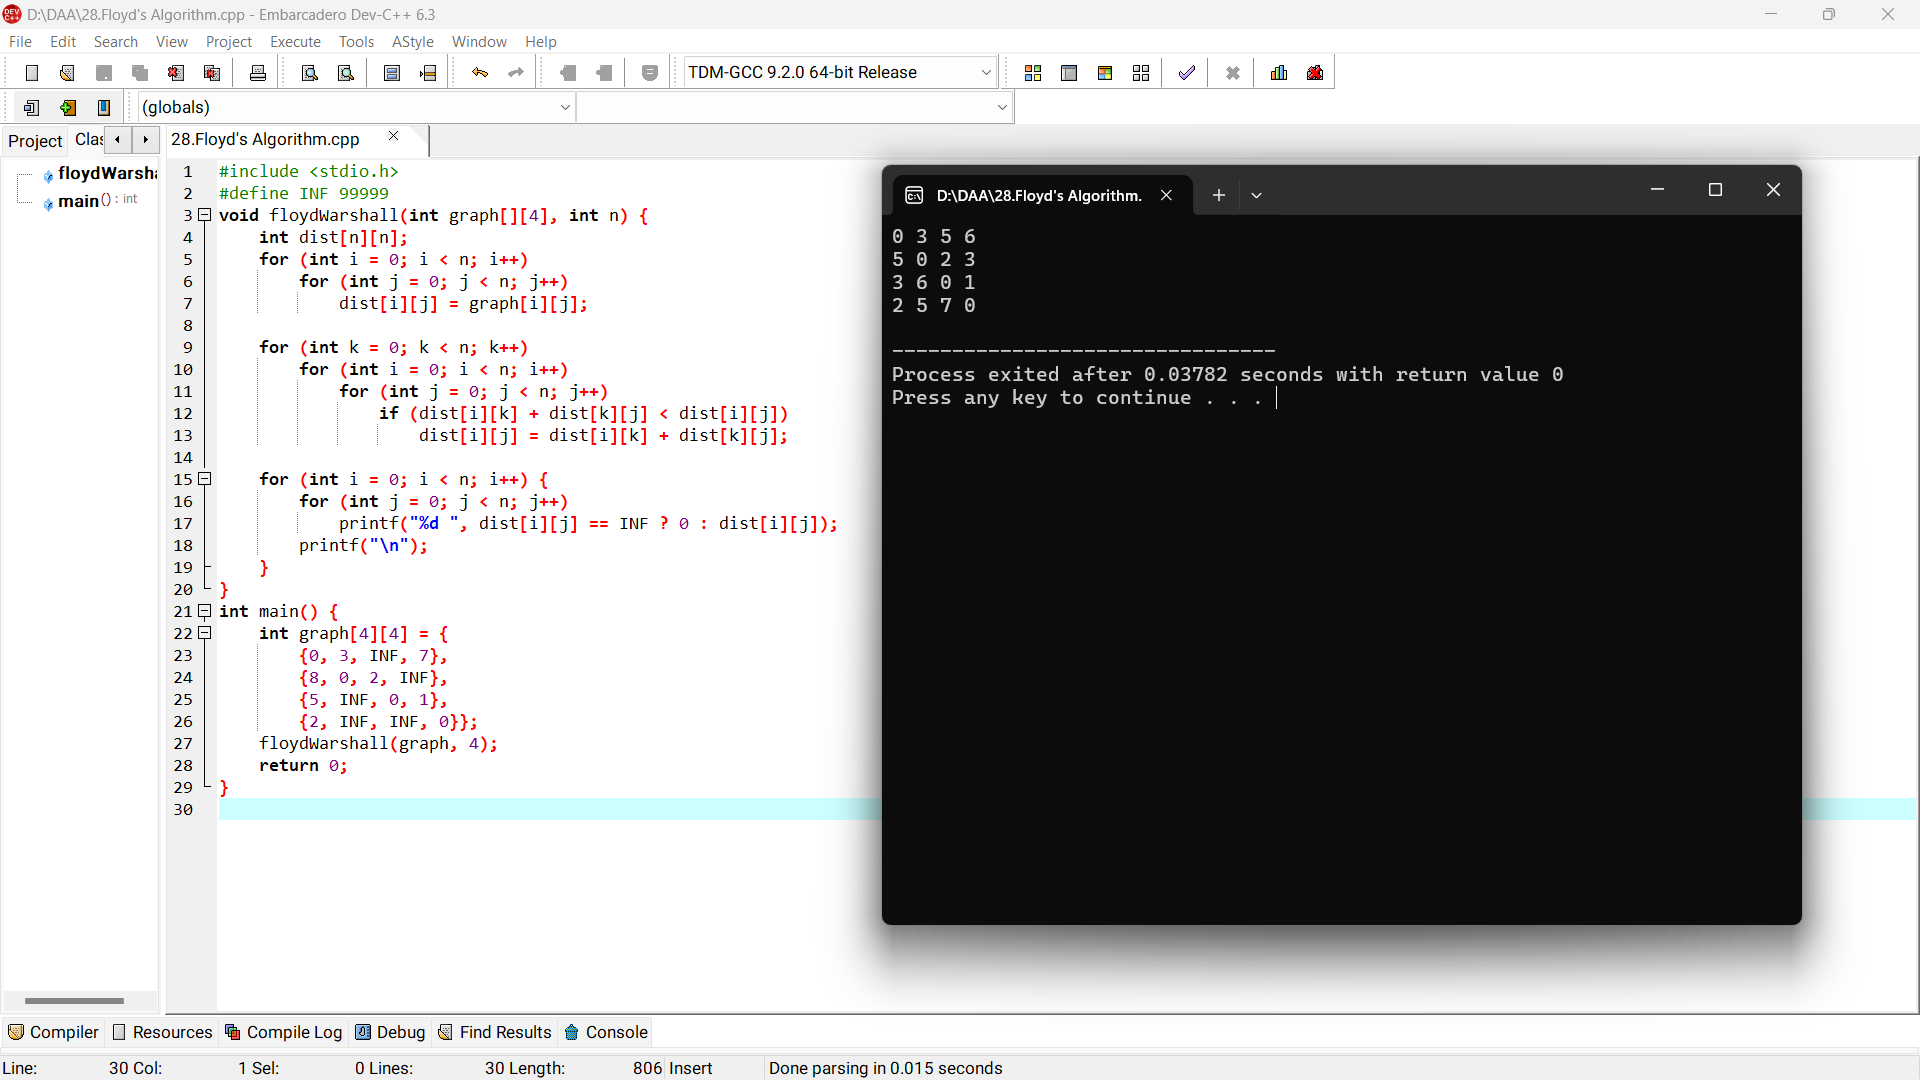 D:\DAA\28.Floyd's Algorithm.cpp - Embarcadero Dev-C++ 6.3
File Edit Search View Project Execute Tools AStyle Window Help
TDM-GCC 9.2.0 64-bit Release
(globals)
Project Clas
28.Floyd's Algorithm.cpp
floydWarsha
main() : int
1 #include <stdio.h>
2 #define INF 99999
3 void floydWarshall(int graph[][4], int n) {
4 int dist[n][n];
5 for (int i = 0; i < n; i++)
6 for (int j = 0; j < n; j++)
7 dist[i][j] = graph[i][j];
8
9 for (int k = 0; k < n; k++)
10 for (int i = 0; i < n; i++)
11 for (int j = 0; j < n; j++)
12 if (dist[i][k] + dist[k][j] < dist[i][j])
13 dist[i][j] = dist[i][k] + dist[k][j];
14
15 for (int i = 0; i < n; i++) {
16 for (int j = 0; j < n; j++)
17 printf("%d ", dist[i][j] == INF ? 0 : dist[i][j]);
18 printf("\n");
19 }
20 }
21 int main() {
22 int graph[4][4] = {
23 {0, 3, INF, 7},
24 {8, 0, 2, INF},
25 {5, INF, 0, 1},
26 {2, INF, INF, 0}};
27 floydWarshall(graph, 4);
28 return 0;
29 }
30
D:\DAA\28.Floyd's Algorithm.
0 3 5 6
5 0 2 3
3 6 0 1
2 5 7 0
--------------------------------
Process exited after 0.03782 seconds with return value 0
Press any key to continue . . .
Compiler Resources Compile Log Debug Find Results Console
Line: 30 Col: 1 Sel: 0 Lines: 30 Length: 806 Insert Done parsing in 0.015 seconds